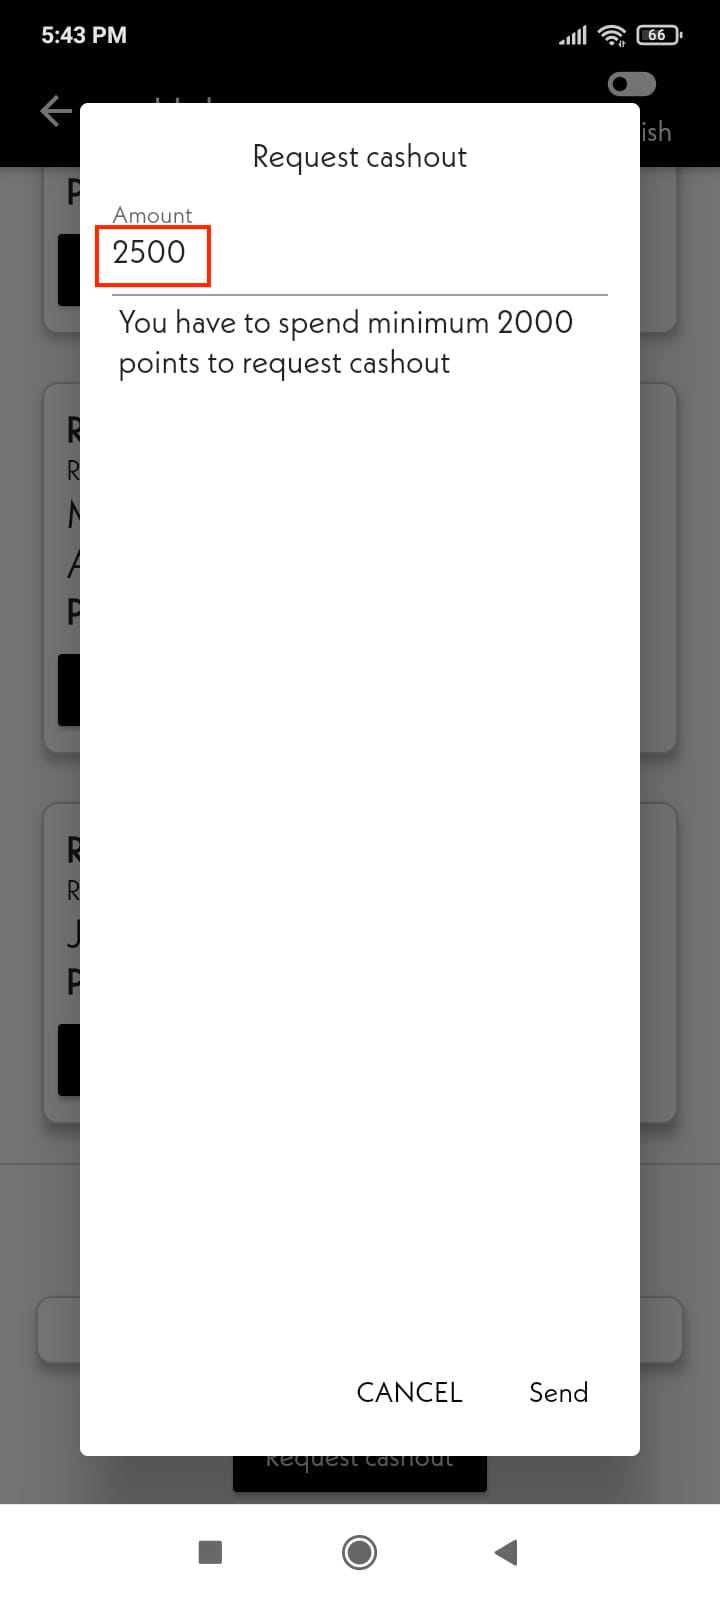 5:43 PM
66
ish
Request cashout
Amount
2500
You have to spend minimum 2000
points to request cashout
CANCEL
Send
Request cashout